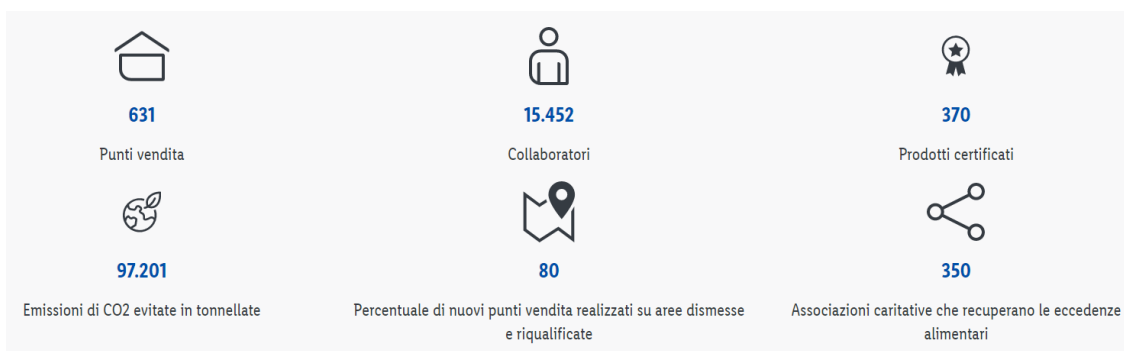 631
Punti vendita
15.452
Collaboratori
370
Prodotti certificati
97.201
Emissioni di CO2 evitate in tonnellate
80
Percentuale di nuovi punti vendita realizzati su aree dismesse
e riqualificate
350
Associazioni caritative che recuperano le eccedenze
alimentari